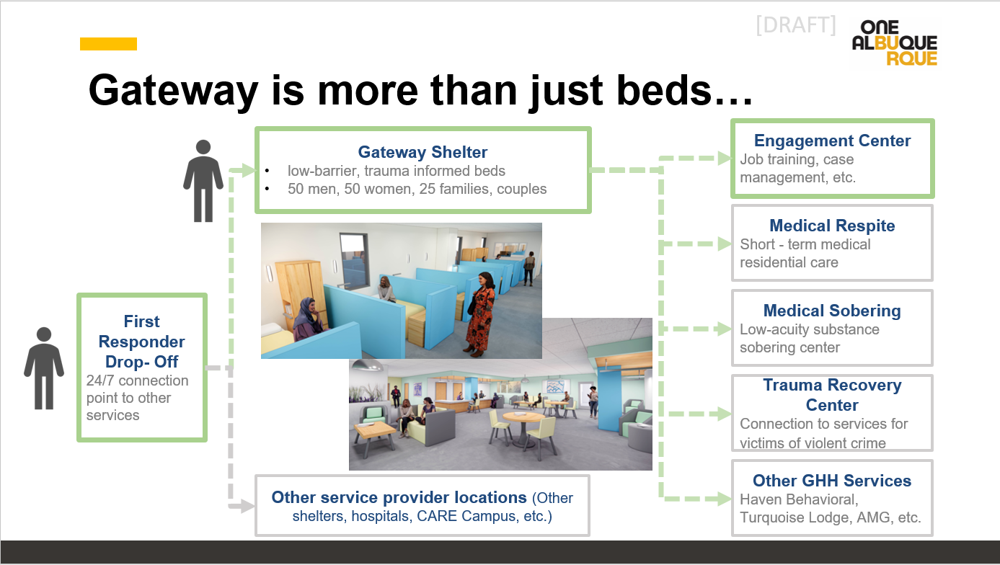 [DRAFT]
ONE
ALBUQUE
RQUE
Gateway is more than just beds…
Gateway Shelter
• low-barrier, trauma informed beds
• 50 men, 50 women, 25 families, couples
First
Responder
Drop- Off
24/7 connection
point to other
services
Other service provider locations (Other
shelters, hospitals, CARE Campus, etc.)
Engagement Center
Job training, case
management, etc.
Medical Respite
Short - term medical
residential care
Medical Sobering
Low-acuity substance
sobering center
Trauma Recovery
Center
Connection to services for
victims of violent crime
Other GHH Services
Haven Behavioral,
Turquoise Lodge, AMG, etc.